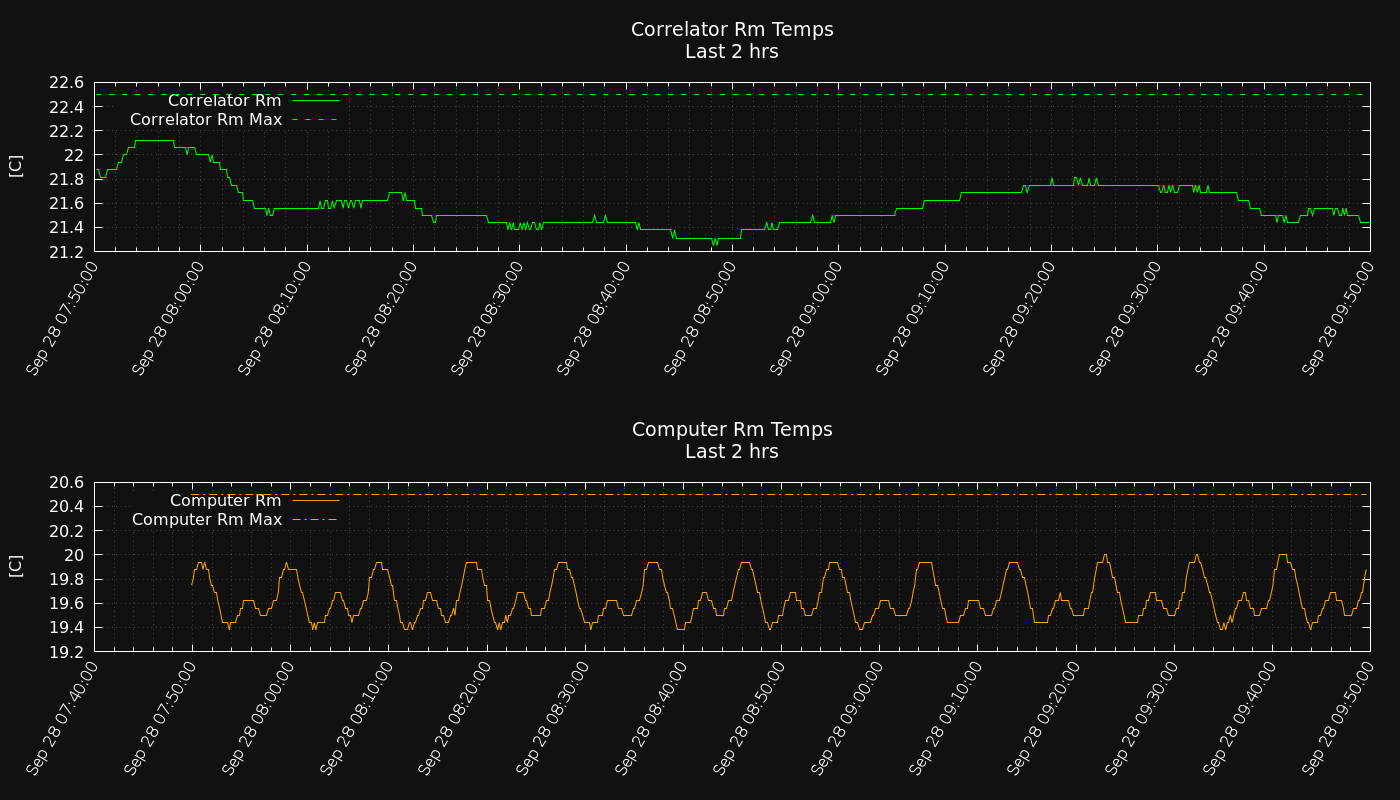 Correlator Rm Temps
Last 2 hrs
[C]
22.6
22.4
22.2
22
21.8
21.6
21.4
21.2
Correlator Rm
Correlator Rm Max
Sep 28 07:50:00
Sep 28 08:00:00
Sep 28 08:10:00
Sep 28 08:20:00
Sep 28 08:30:00
Sep 28 08:40:00
Sep 28 08:50:00
Sep 28 09:00:00
Sep 28 09:10:00
Sep 28 09:20:00
Sep 28 09:30:00
Sep 28 09:40:00
Sep 28 09:50:00
Computer Rm Temps
Last 2 hrs
[C]
20.6
20.4
20.2
20
19.8
19.6
19.4
19.2
Computer Rm
Computer Rm Max
Sep 28 07:40:00
Sep 28 07:50:00
Sep 28 08:00:00
Sep 28 08:10:00
Sep 28 08:20:00
Sep 28 08:30:00
Sep 28 08:40:00
Sep 28 08:50:00
Sep 28 09:00:00
Sep 28 09:10:00
Sep 28 09:20:00
Sep 28 09:30:00
Sep 28 09:40:00
Sep 28 09:50:00